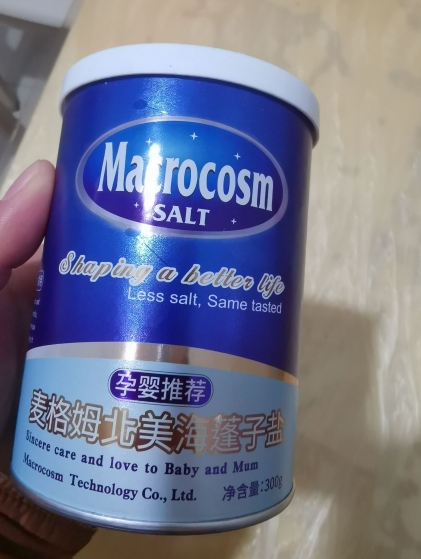 Macrocosm
SALT
Shaping a better life
Less salt, Same tasted
孕婴推荐
麦格姆北美海蓬子盐
Sincere care and love to Baby and Mum
Macrocosm Technology Co., Ltd.
净含量:300g